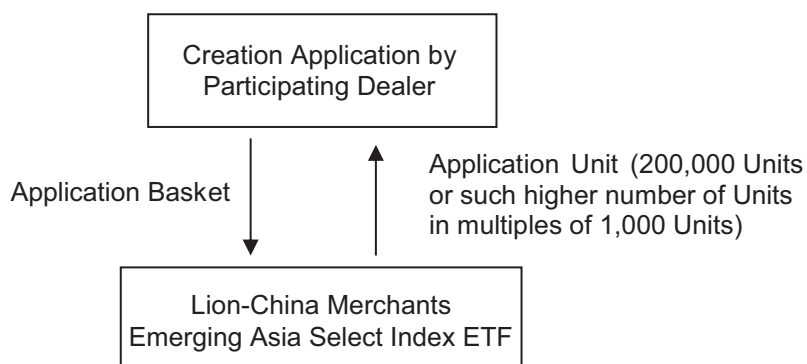 Creation Application by
Participating Dealer
Application Basket
Application Unit (200,000 Units
or such higher number of Units
in multiples of 1,000 Units)
Lion-China Merchants
Emerging Asia Select Index ETF